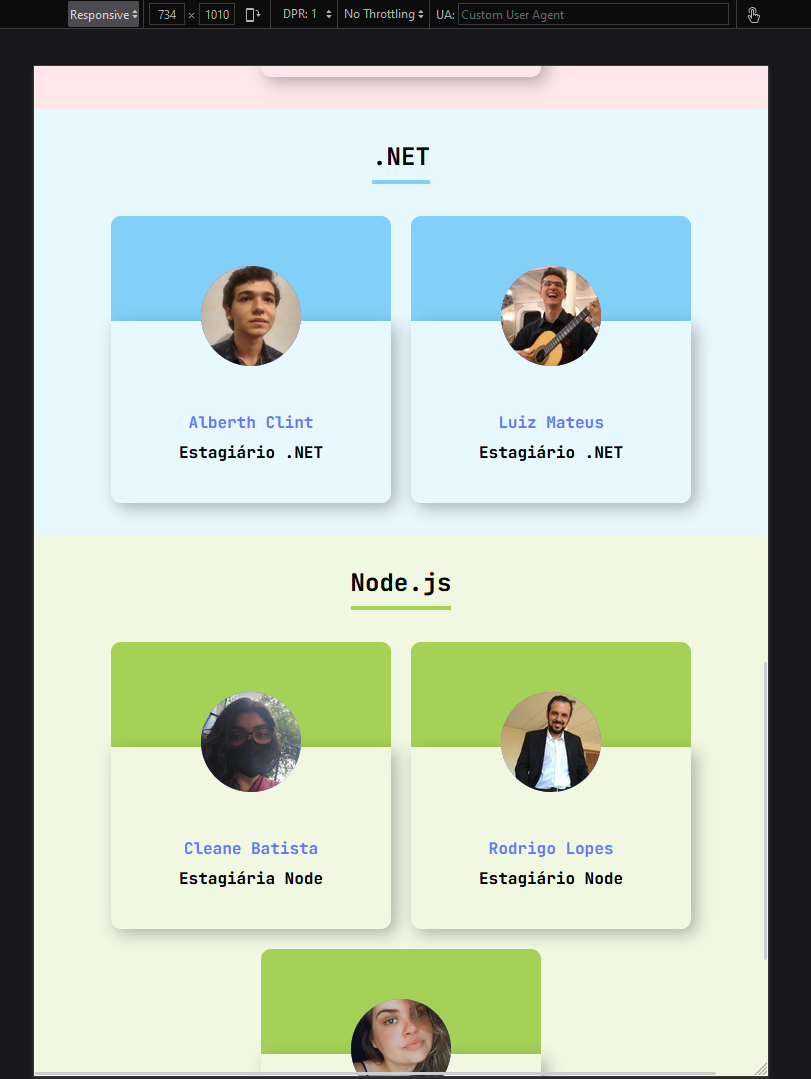 Responsive 734 × 1010 DPR: 1 No Throttling UA: Custom User Agent
.NET
Alberth Clint
Estagiário .NET
Luiz Mateus
Estagiário .NET
Node.js
Cleane Batista
Estagiária Node
Rodrigo Lopes
Estagiário Node